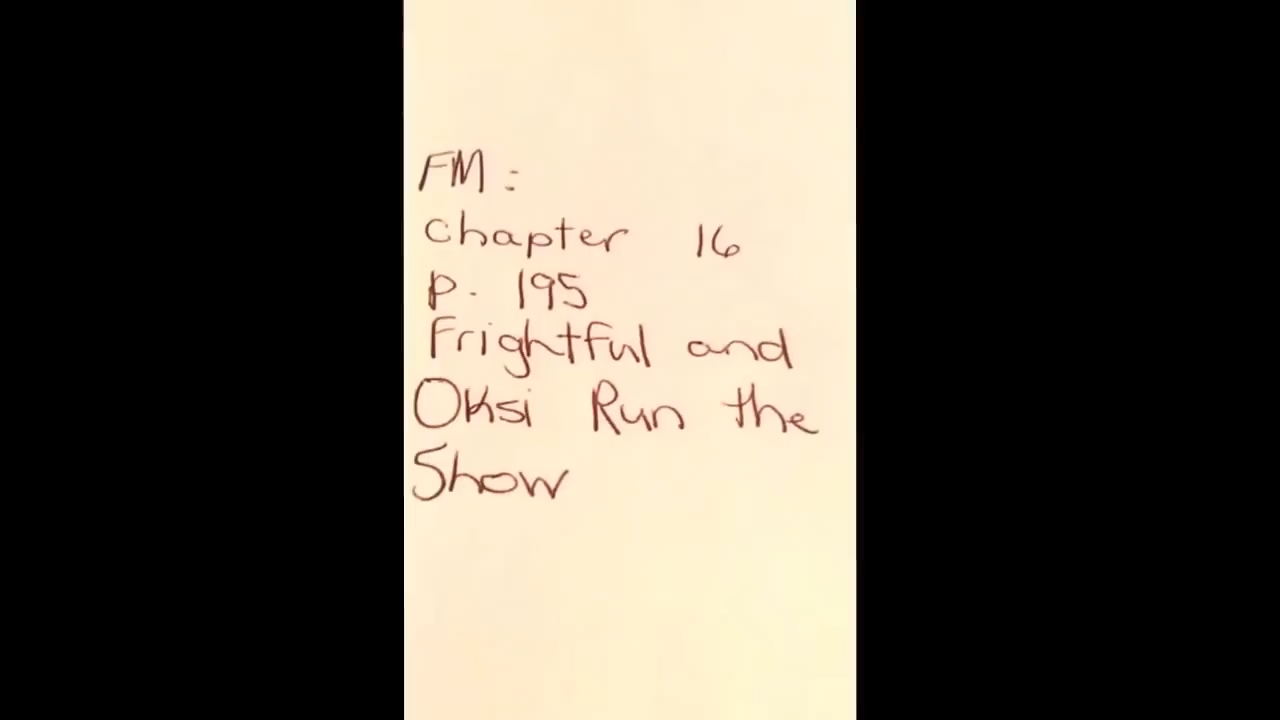 FM:
chapter 16
p. 195
Frightful and
Oksi Run the
Show